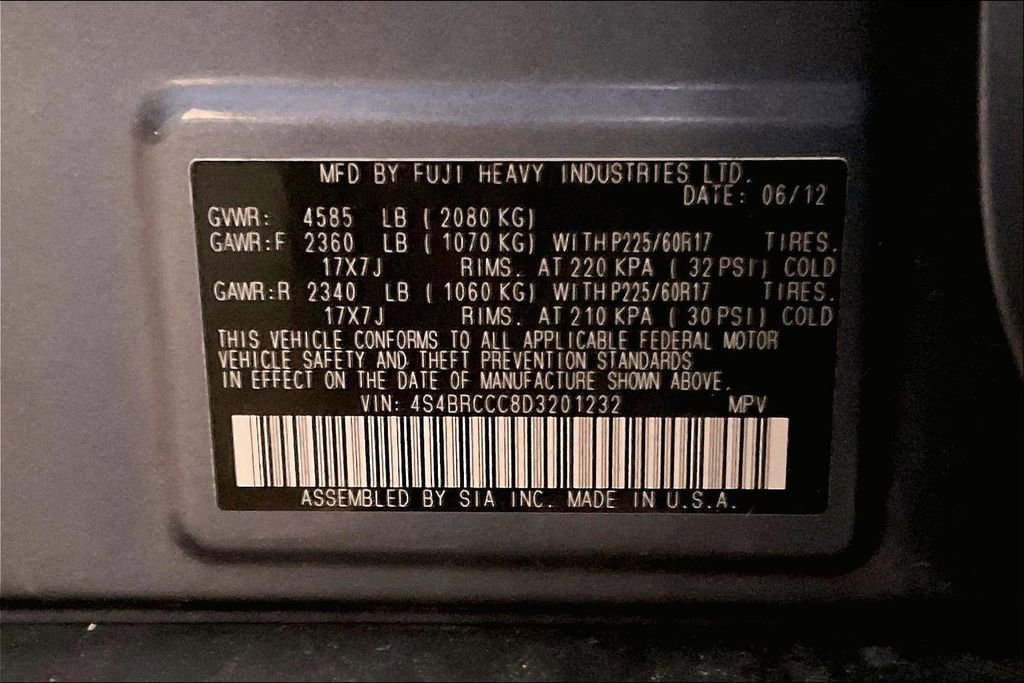 MFD BY FUJI HEAVY INDUSTRIES LTD.
DATE: 06/12
GVWR: 4585 LB ( 2080 KG)
GAWR:F 2360 LB ( 1070 KG) WITH P225/60R17 TIRES.
17X7J RIMS. AT 220 KPA ( 32 PSI) COLD
GAWR:R 2340 LB ( 1060 KG) WITH P225/60R17 TIRES.
17X7J RIMS. AT 210 KPA ( 30 PSI) COLD
THIS VEHICLE CONFORMS TO ALL APPLICABLE FEDERAL MOTOR
VEHICLE SAFETY AND THEFT PREVENTION STANDARDS
IN EFFECT ON THE DATE OF MANUFACTURE SHOWN ABOVE.
VIN: 4S4BRCCC8D3201232 MPV
ASSEMBLED BY SIA INC. MADE IN U.S.A.